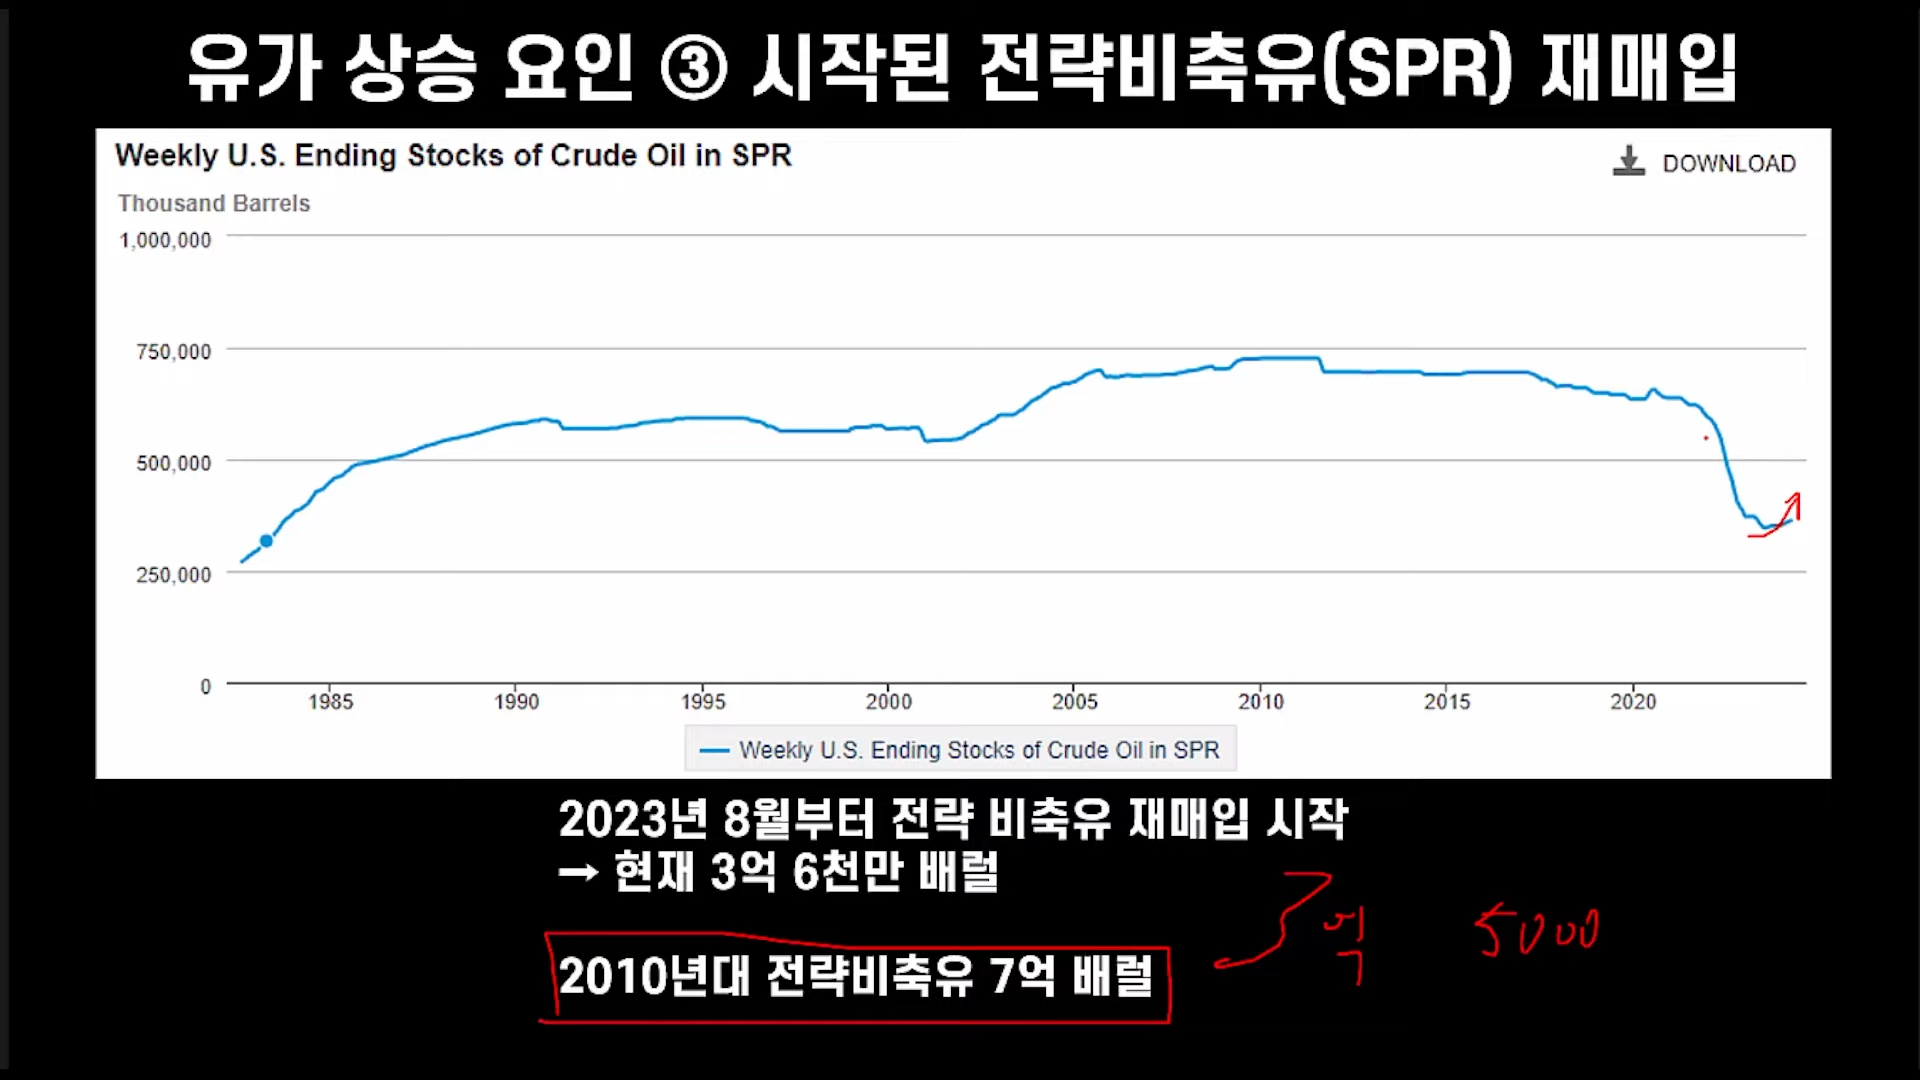 유가 상승 요인 ③ 시작된 전략비축유(SPR) 재매입
Weekly U.S. Ending Stocks of Crude Oil in SPR
DOWNLOAD
Thousand Barrels
1,000,000
750,000
500,000
250,000
0
1985 1990 1995 2000 2005 2010 2015 2020
Weekly U.S. Ending Stocks of Crude Oil in SPR
2023년 8월부터 전략 비축유 재매입 시작
→ 현재 3억 6천만 배럴
3억 5000
2010년대 전략비축유 7억 배럴